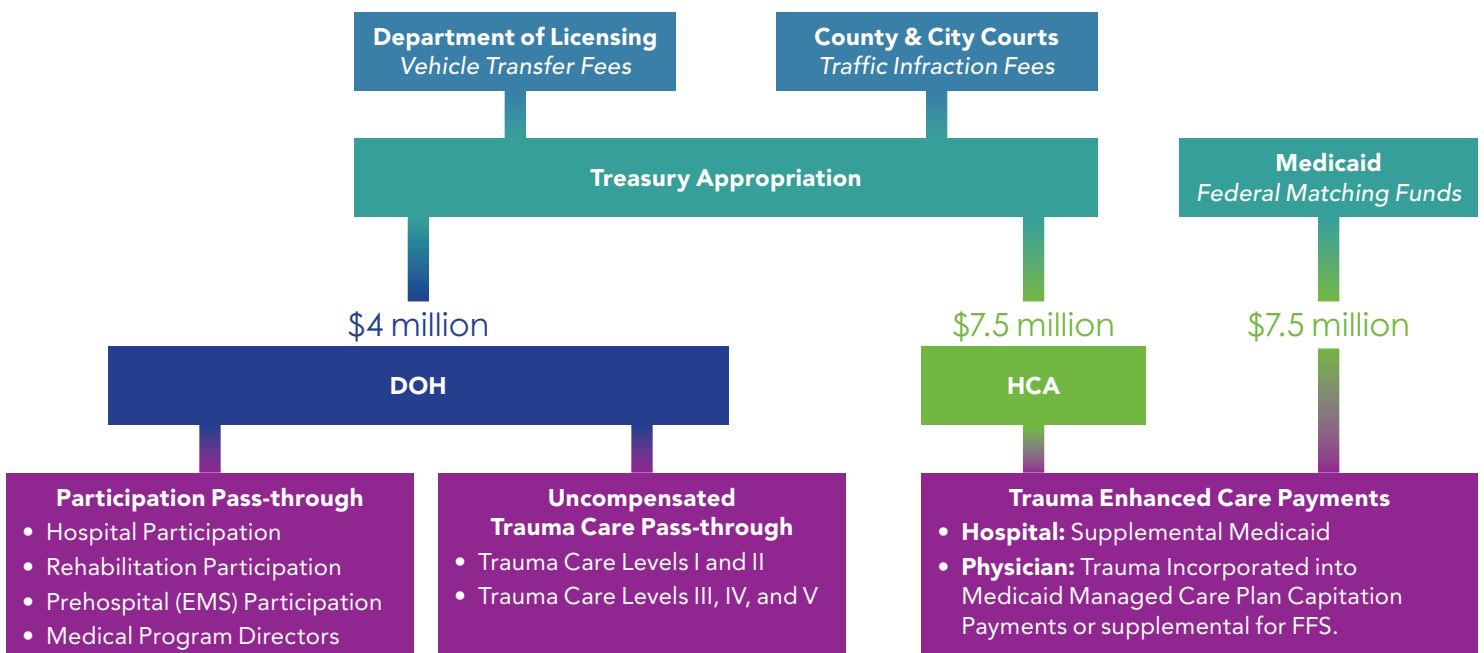 Department of Licensing
Vehicle Transfer Fees
County & City Courts
Traffic Infraction Fees
Treasury Appropriation
Medicaid
Federal Matching Funds
$4 million
$7.5 million
$7.5 million
DOH
HCA
Participation Pass-through
• Hospital Participation
• Rehabilitation Participation
• Prehospital (EMS) Participation
• Medical Program Directors
Uncompensated
Trauma Care Pass-through
• Trauma Care Levels I and II
• Trauma Care Levels III, IV, and V
Trauma Enhanced Care Payments
• Hospital: Supplemental Medicaid
• Physician: Trauma Incorporated into
Medicaid Managed Care Plan Capitation
Payments or supplemental for FFS.